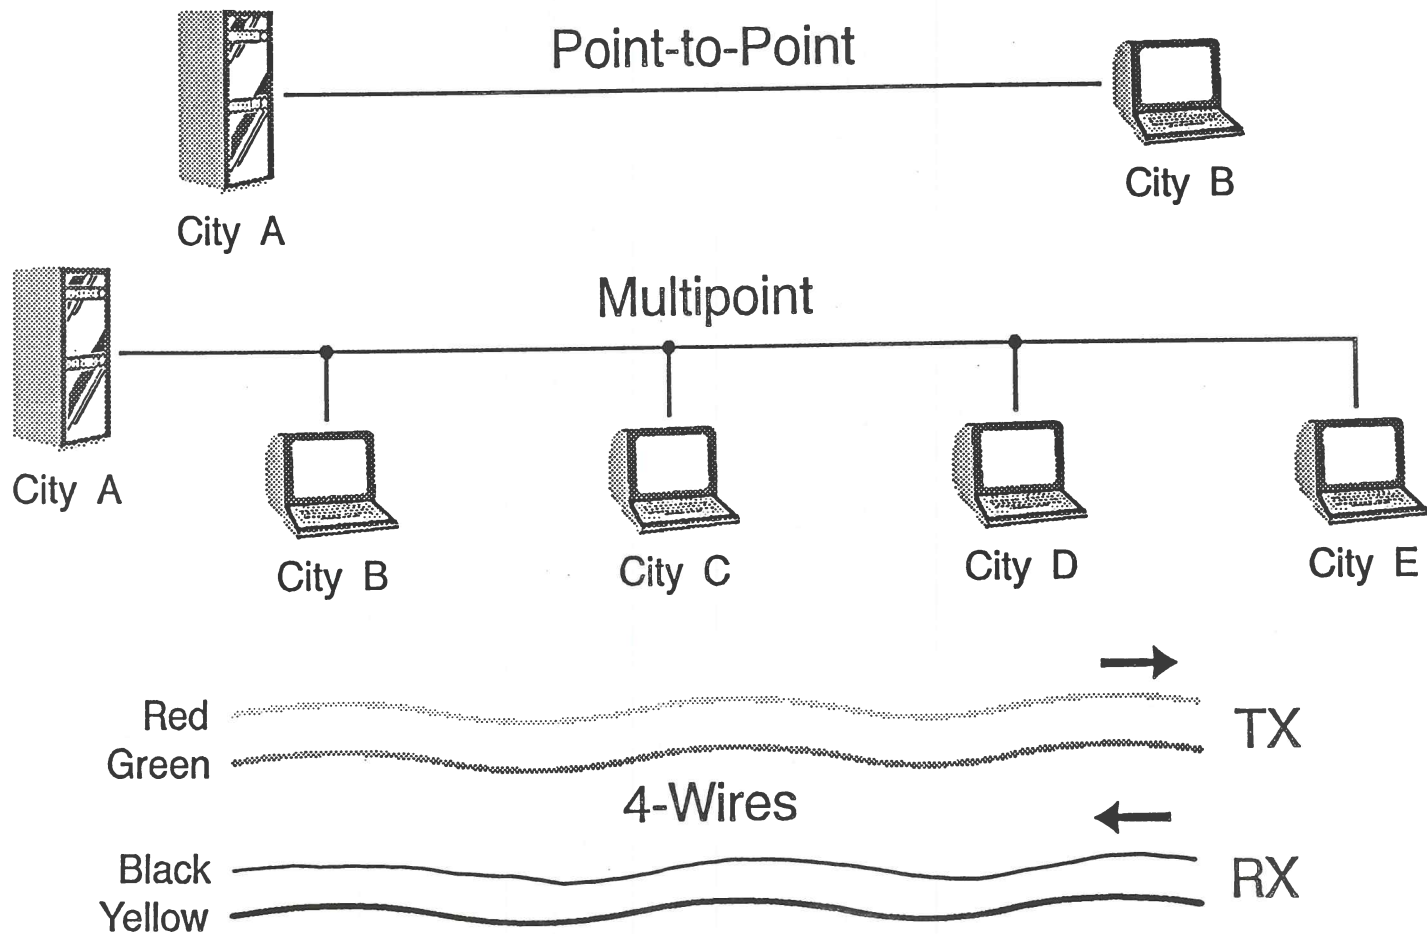 Point-to-Point
City A
City B
Multipoint
City A
City B
City C
City D
City E
Red
Green
TX
4-Wires
Black
Yellow
RX